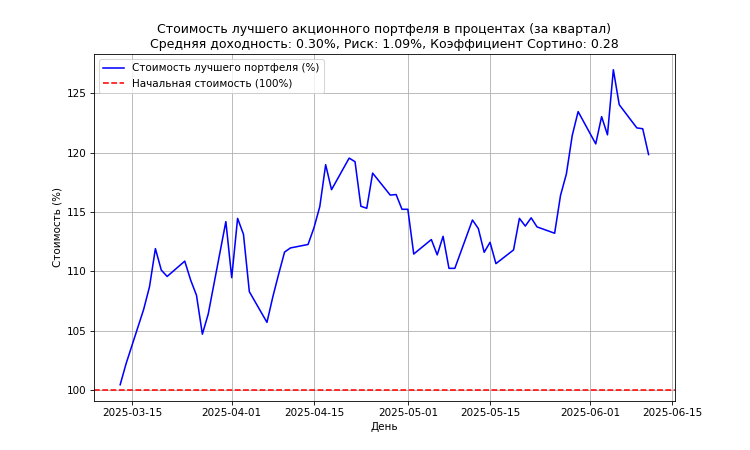 Стоимость лучшего акционного портфеля в процентах (за квартал)
Средняя доходность: 0.30%, Риск: 1.09%, Коэффициент Сортино: 0.28
Стоимость лучшего портфеля (%)
Начальная стоимость (100%)
Стоимость (%)
125
120
115
110
105
100
2025-03-15
2025-04-01
2025-04-15
2025-05-01
2025-05-15
2025-06-01
2025-06-15
День